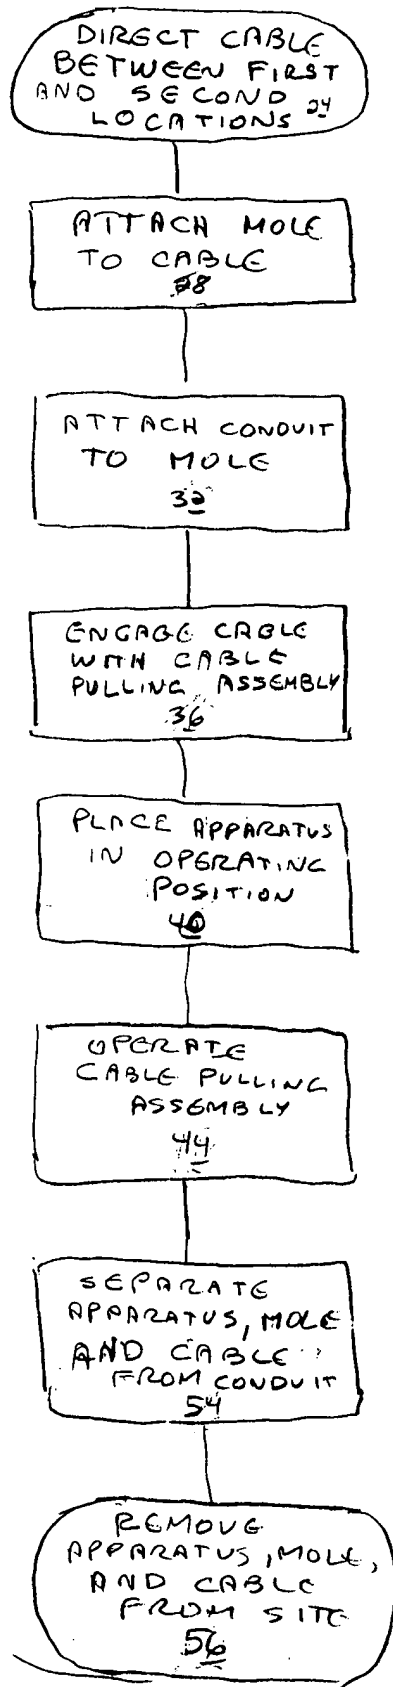 DIRECT CABLE
BETWEEN FIRST
AND SECOND
LOCATIONS 24
ATTACH MOLE
TO CABLE
28
ATTACH CONDUIT
TO MOLE
32
ENGAGE CABLE
WITH CABLE
PULLING ASSEMBLY
36
PLACE APPARATUS
IN OPERATING
POSITION
40
OPERATE
CABLE PULLING
ASSEMBLY
44
SEPARATE
APPARATUS, MOLE
AND CABLE
FROM CONDUIT
54
REMOVE
APPARATUS, MOLE,
AND CABLE
FROM SITE
56